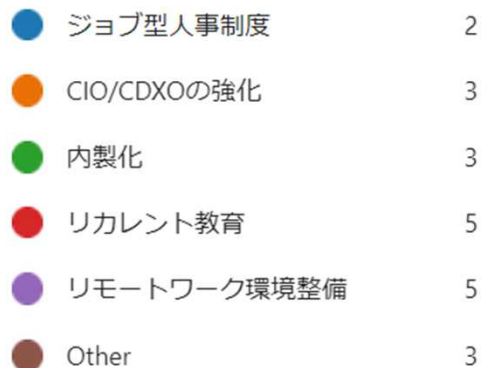 ジョブ型人事制度 2
CIO/CDXOの強化 3
内製化 3
リカレント教育 5
リモートワーク環境整備 5
Other 3